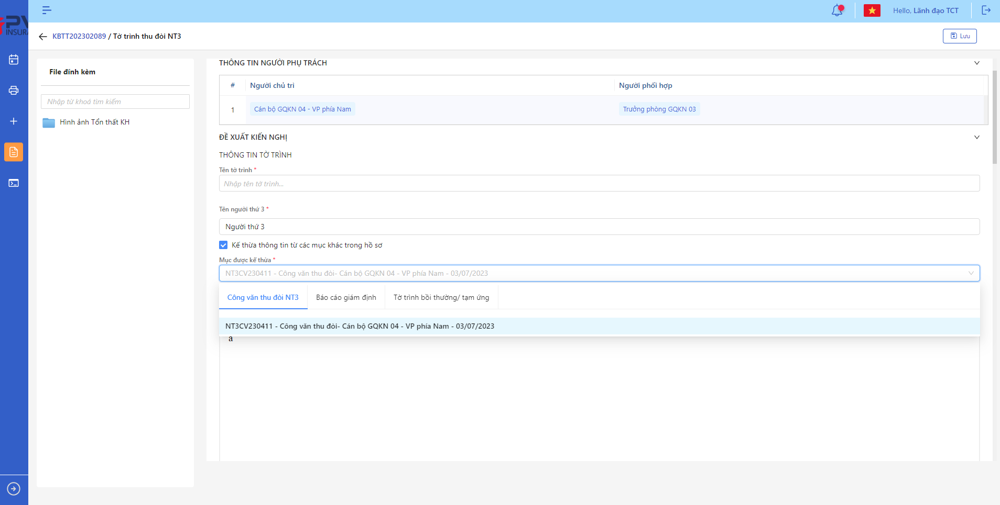 PV
INSURA
Hello, Lãnh đạo TCT
KBTT202302089 / Tờ trình thu đòi NT3
Lưu
File đính kèm
Nhập từ khoá tìm kiếm
Hình ảnh Tổn thất KH
THÔNG TIN NGƯỜI PHỤ TRÁCH
# Người chủ trì Người phối hợp
1 Cán bộ GQKN 04 - VP phía Nam Trưởng phòng GQKN 03
ĐỀ XUẤT KIẾN NGHỊ
THÔNG TIN TỜ TRÌNH
Tên tờ trình *
Nhập tên tờ trình...
Tên người thứ 3 *
Người thứ 3
Kế thừa thông tin từ các mục khác trong hồ sơ
Mục được kế thừa *
NT3CV230411 - Công văn thu đòi- Cán bộ GQKN 04 - VP phía Nam - 03/07/2023
Công văn thu đòi NT3 Báo cáo giám định Tờ trình bồi thường/ tạm ứng
NT3CV230411 - Công văn thu đòi- Cán bộ GQKN 04 - VP phía Nam - 03/07/2023
a